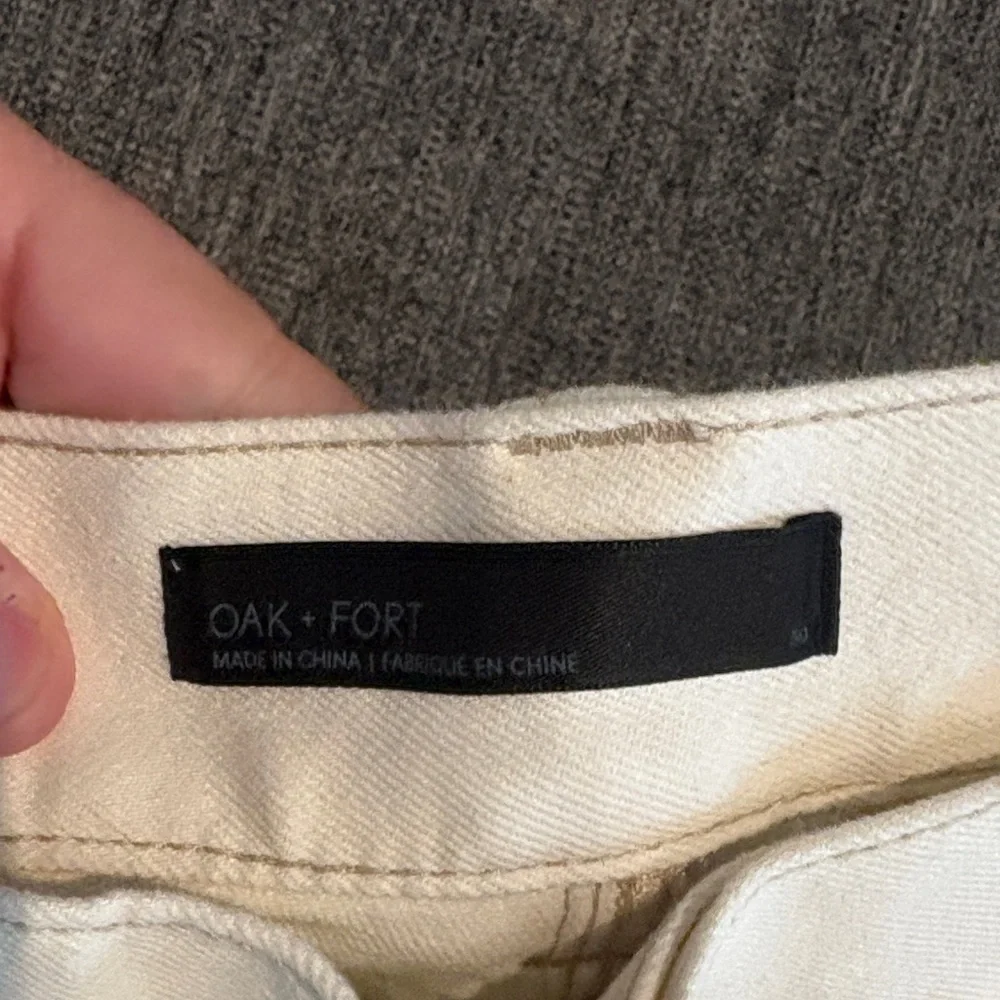 OAK + FORT
MADE IN CHINA | FABRIQUÉ EN CHINE